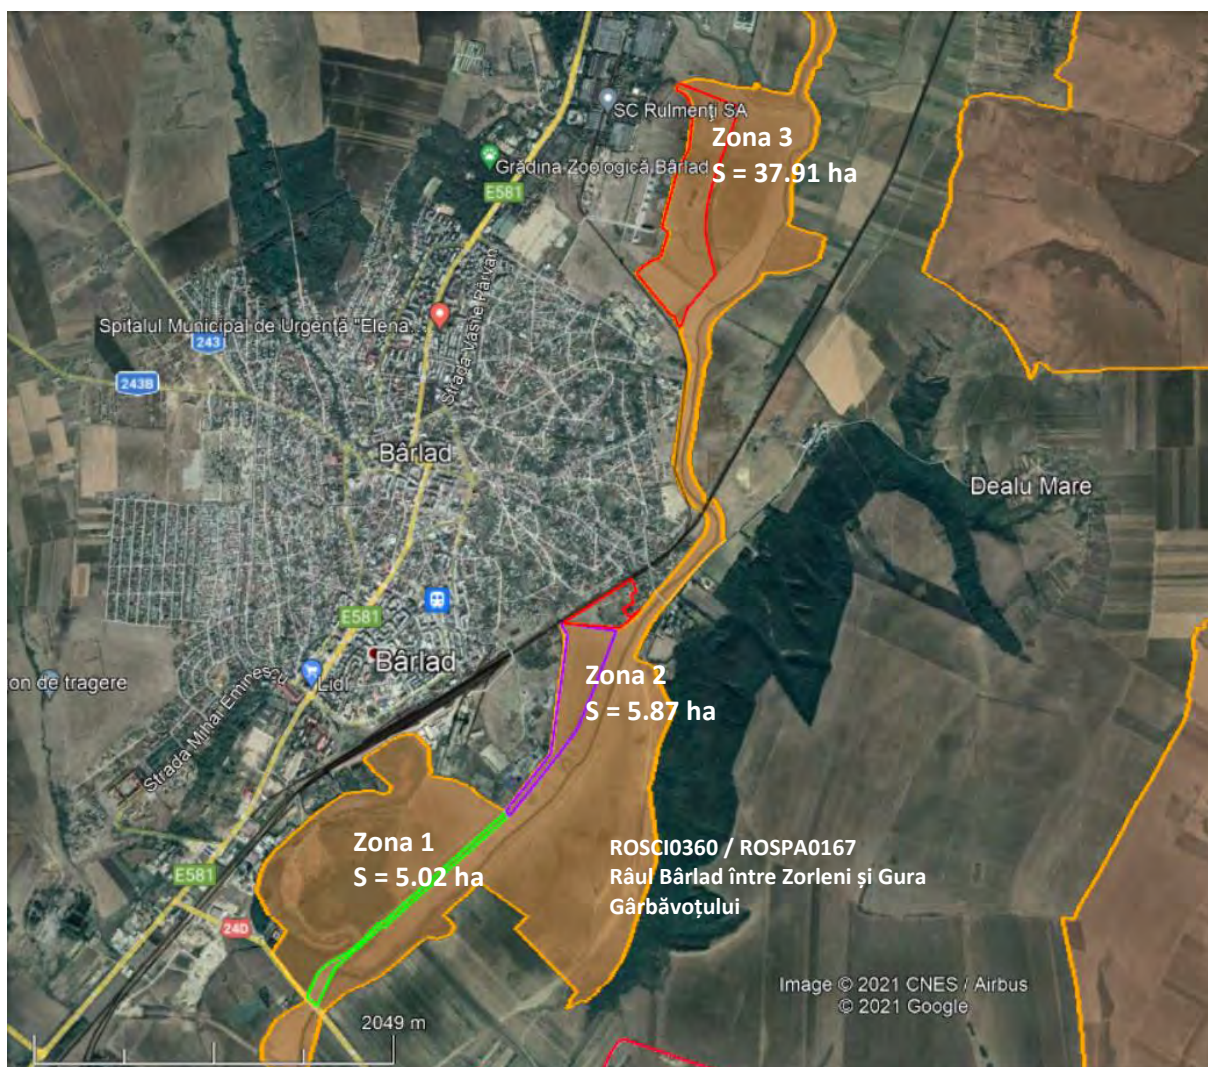 SC Rulmenţi SA
Zona 3
Grădina Zoologică Bârlad
S = 37.91 ha
E581
Strada Vasile Pârvan
Spitalul Municipal de Urgență "Elena...
243
243B
Bârlad
Dealu Mare
E581
Bârlad
on de tragere
Lidl
Zona 2
S = 5.87 ha
Strada Mihai Eminescu
Zona 1
S = 5.02 ha
ROSCI0360 / ROSPA0167
Râul Bârlad între Zorleni și Gura
Gârbăvoțului
E581
24D
Image © 2021 CNES / Airbus
© 2021 Google
2049 m